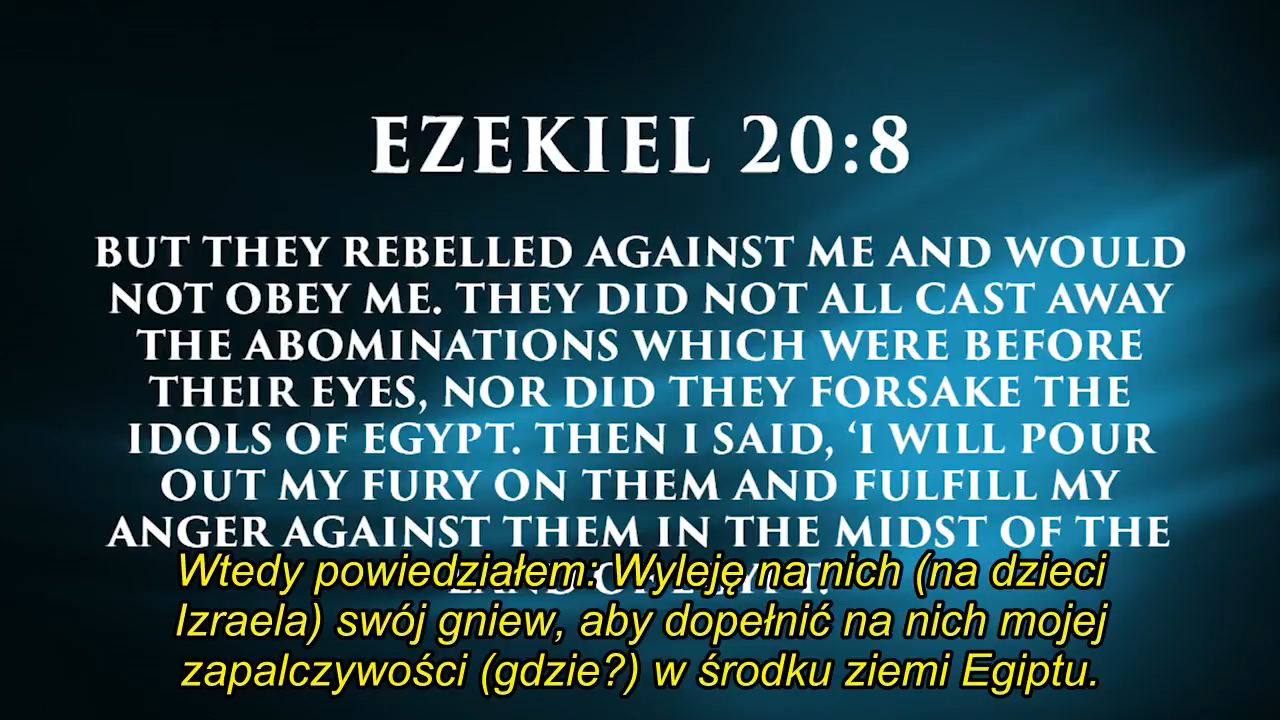 EZEKIEL 20:8
BUT THEY REBELLED AGAINST ME AND WOULD
NOT OBEY ME. THEY DID NOT ALL CAST AWAY
THE ABOMINATIONS WHICH WERE BEFORE
THEIR EYES, NOR DID THEY FORSAKE THE
IDOLS OF EGYPT. THEN I SAID, ‘I WILL POUR
OUT MY FURY ON THEM AND FULFILL MY
ANGER AGAINST THEM IN THE MIDST OF THE
LAND OF EGYPT.
Wtedy powiedziałem: Wyleję na nich (na dzieci
Izraela) swój gniew, aby dopełnić na nich mojej
zapalczywości (gdzie?) w środku ziemi Egiptu.